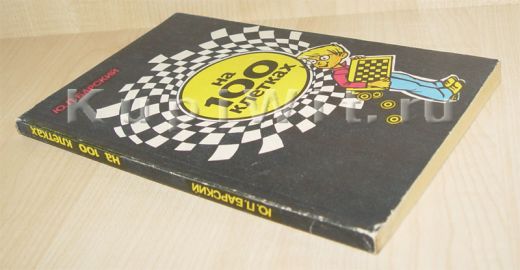 Ю.П.БАРСКИЙ
на
100
клетках
НА 100 КЛЕТКАХ
Ю.П.БАРСКИЙ